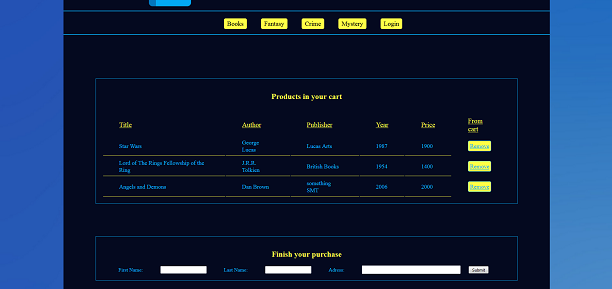 Books Fantasy Crime Mystery Login
Products in your cart
Title Author Publisher Year Price From cart
Star Wars George Lucas Lucas Arts 1987 1900 Remove
Lord of The Rings Fellowship of the Ring J.R.R. Tolkien British Books 1954 1400 Remove
Angels and Demons Dan Brown something SMT 2006 2000 Remove
Finish your purchase
First Name: Last Name: Adress: Submit